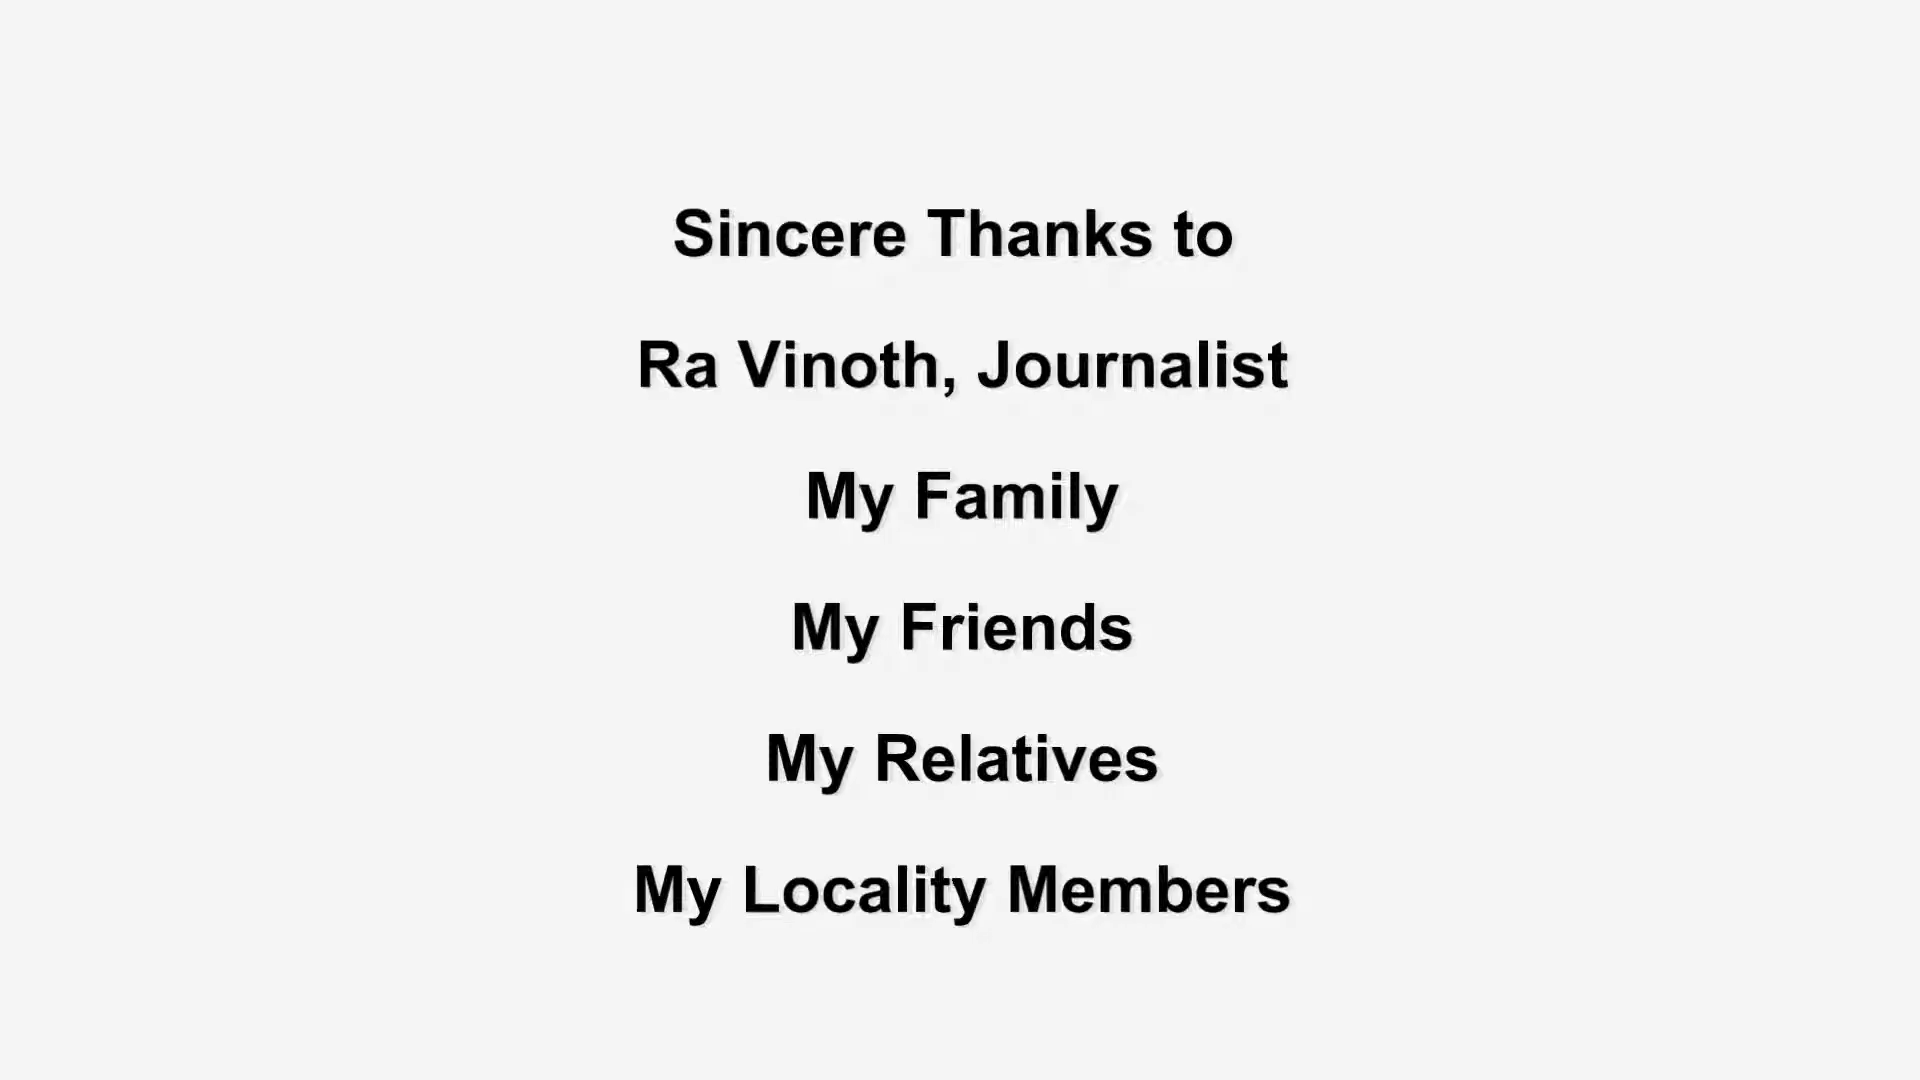 Sincere Thanks to
Ra Vinoth, Journalist
My Family
My Friends
My Relatives
My Locality Members